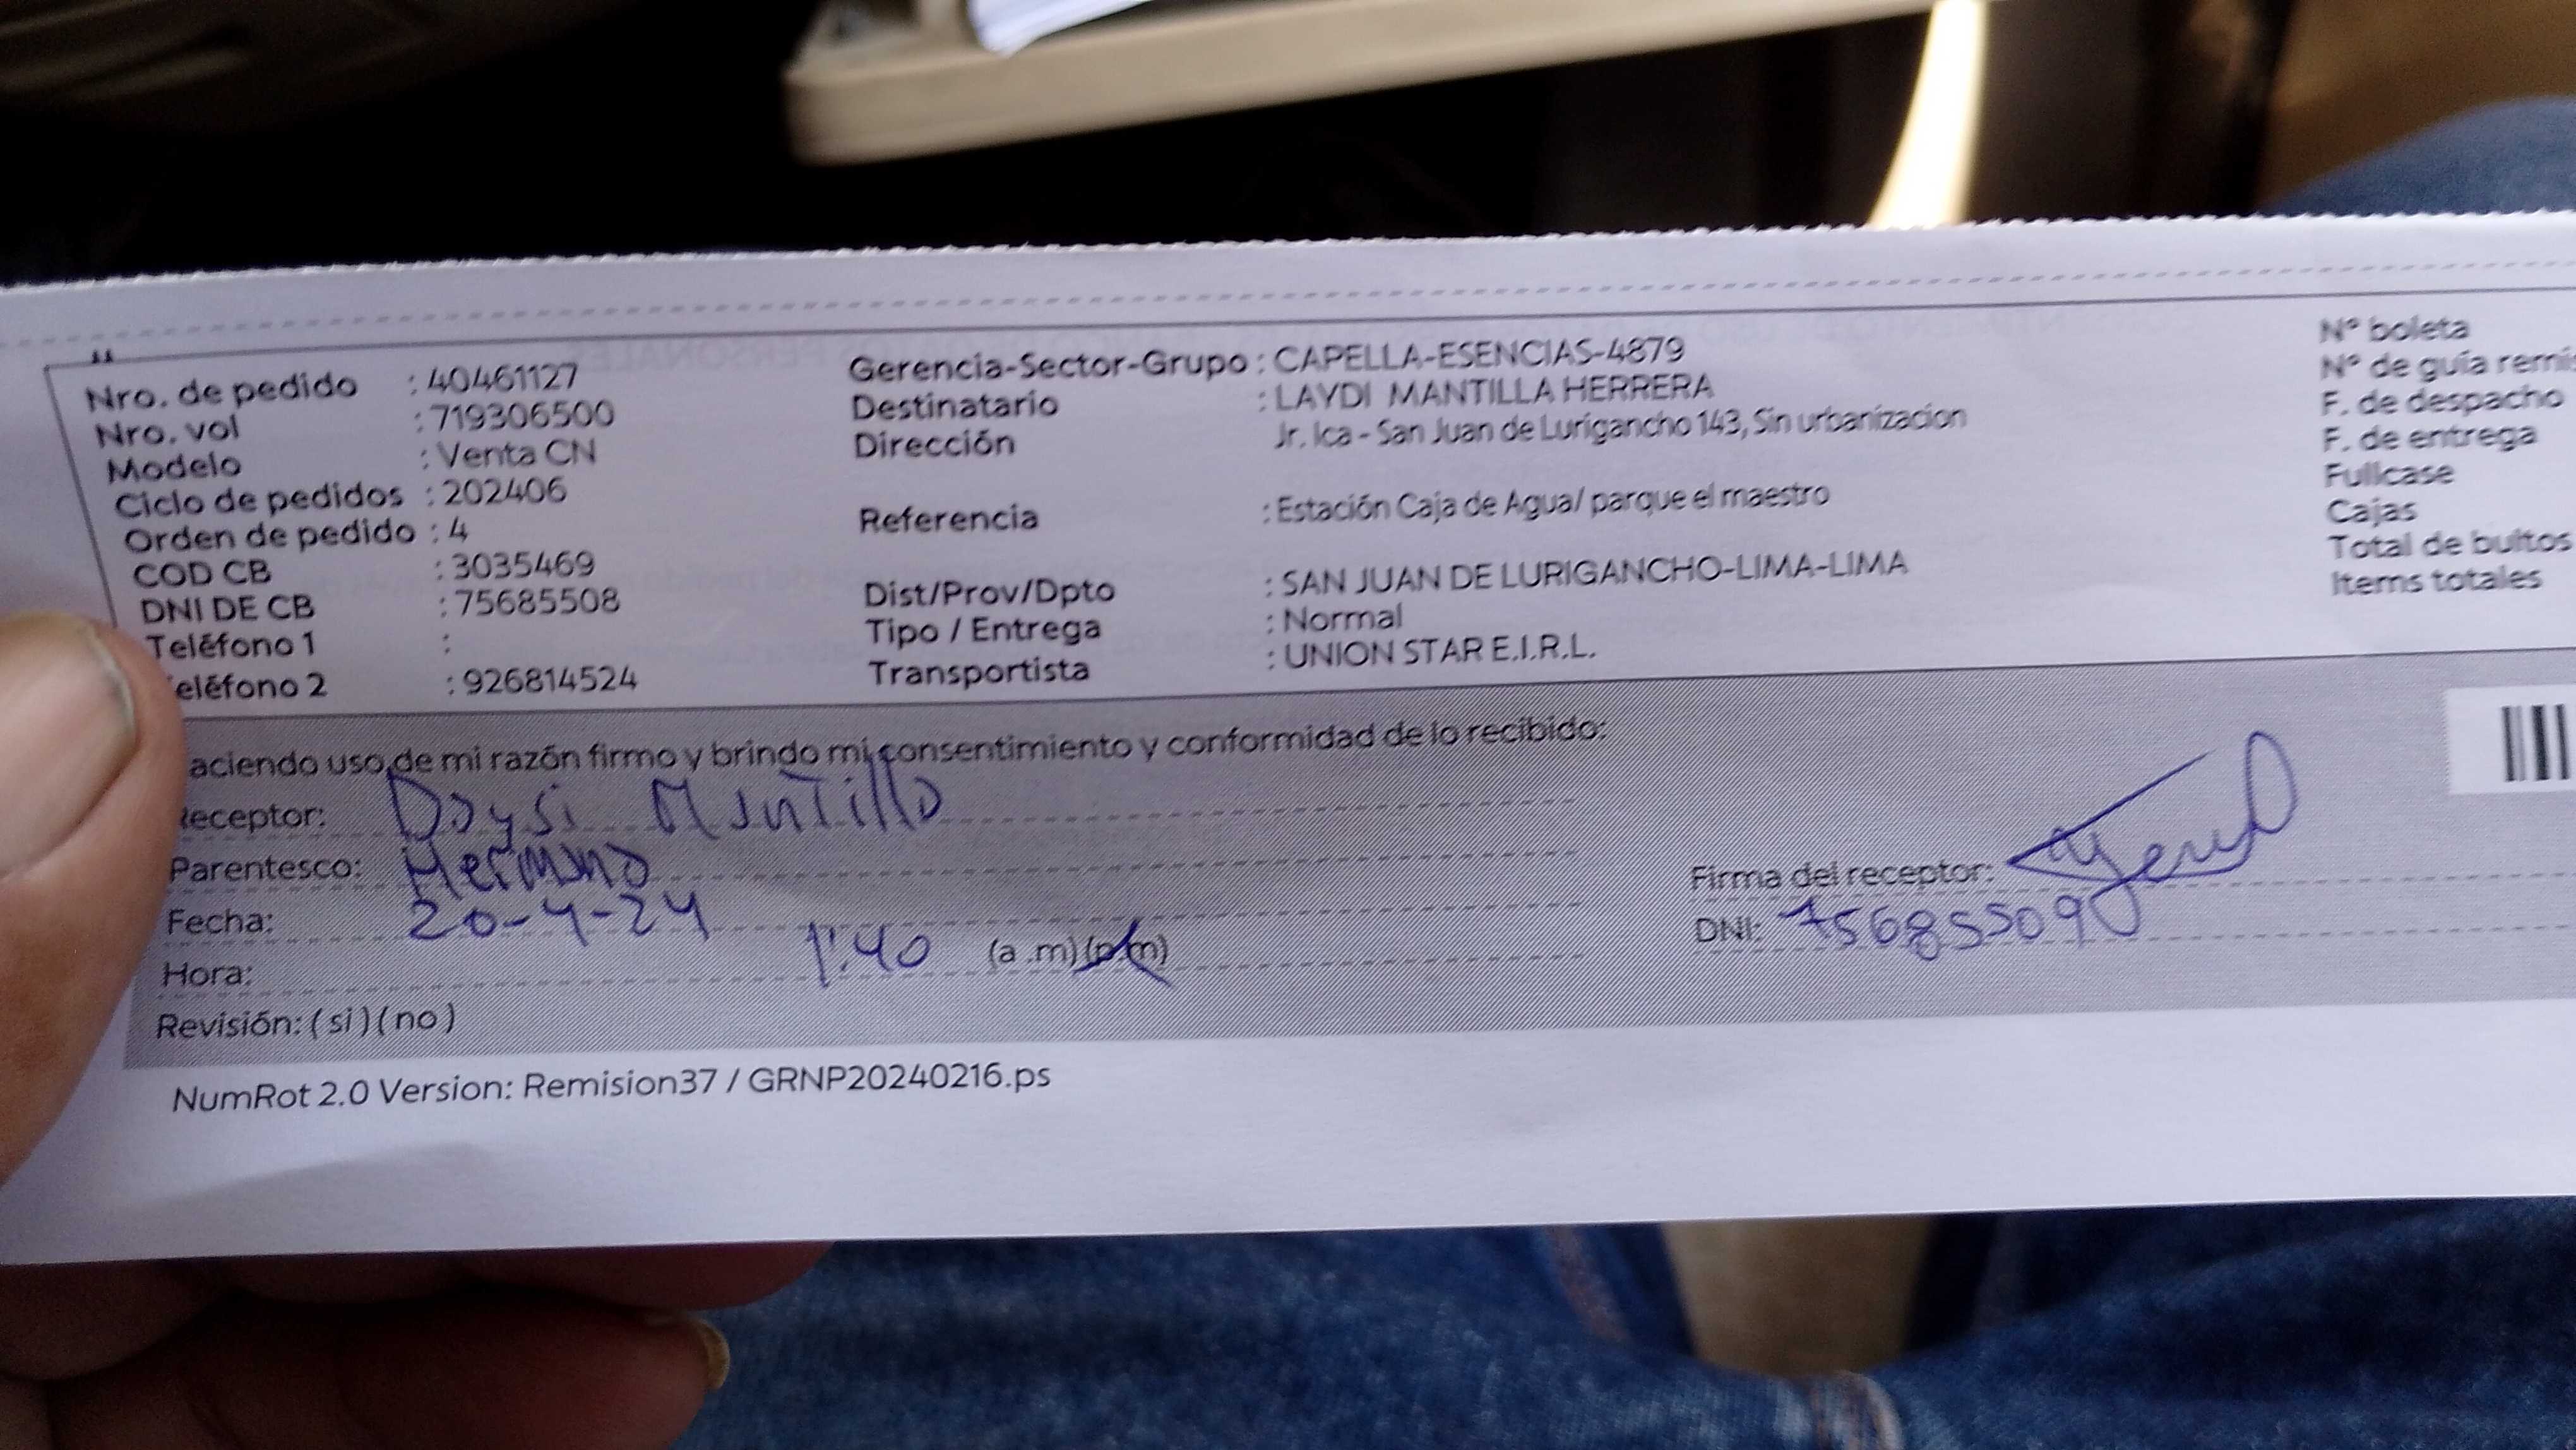 Nro. de pedido : 40461127
Nro. vol : 719306500
Modelo : Venta CN
Ciclo de pedidos : 202406
Orden de pedido : 4
COD CB : 3035469
DNI DE CB : 75685508
Teléfono 1 :
eléfono 2 : 926814524
Gerencia-Sector-Grupo : CAPELLA-ESENCIAS-4879
Destinatario : LAYDI MANTILLA HERRERA
Dirección Jr. Ica - San Juan de Lurigancho 143, Sin urbanizacion
Referencia : Estación Caja de Agua/ parque el maestro
Dist/Prov/Dpto : SAN JUAN DE LURIGANCHO-LIMA-LIMA
Tipo / Entrega : Normal
Transportista : UNION STAR E.I.R.L.
N° boleta
N° de guía remi
F. de despacho
F. de entrega
Fullcase
Cajas
Total de bultos
Items totales
aciendo uso de mi razón firmo y brindo mi consentimiento y conformidad de lo recibido:
Receptor: Daysi Mantilla
Parentesco: Hermana
Fecha: 20-4-24
Hora: 1:40 (a .m) (p.m)
Revisión: ( si ) ( no )
Firma del receptor:
DNI: 75685509
NumRot 2.0 Version: Remision37 / GRNP20240216.ps